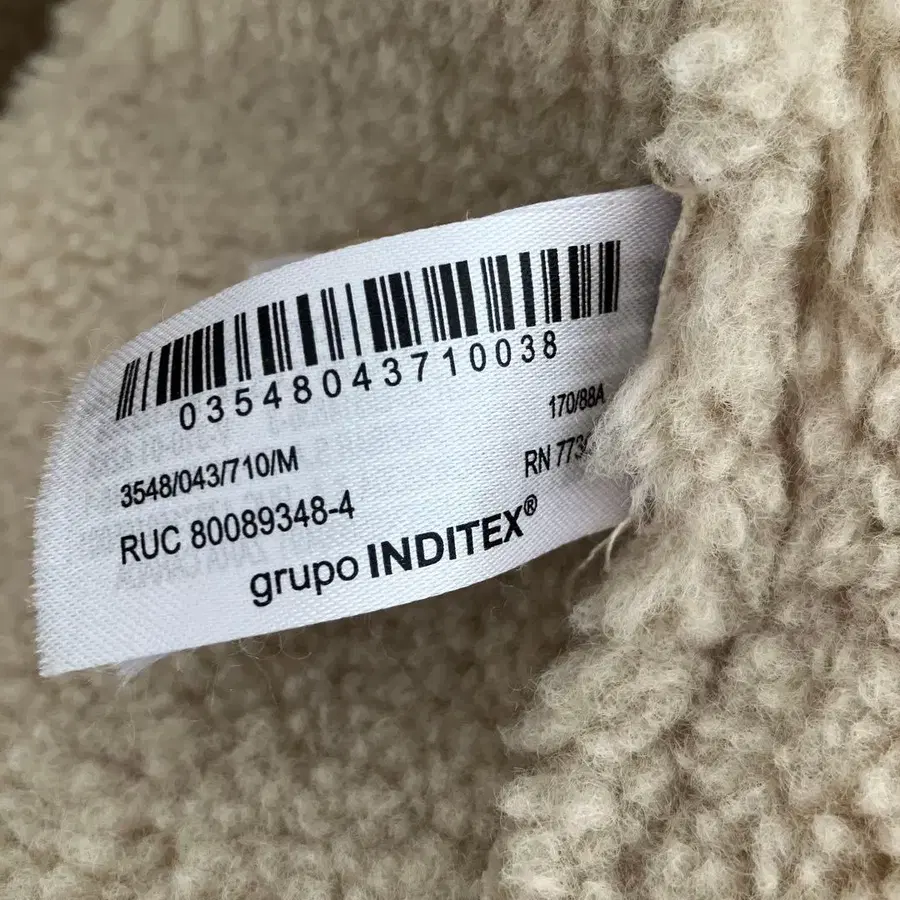 03548043710038
170/88A
3548/043/710/M
RN 773
RUC 80089348-4
grupo INDITEX®